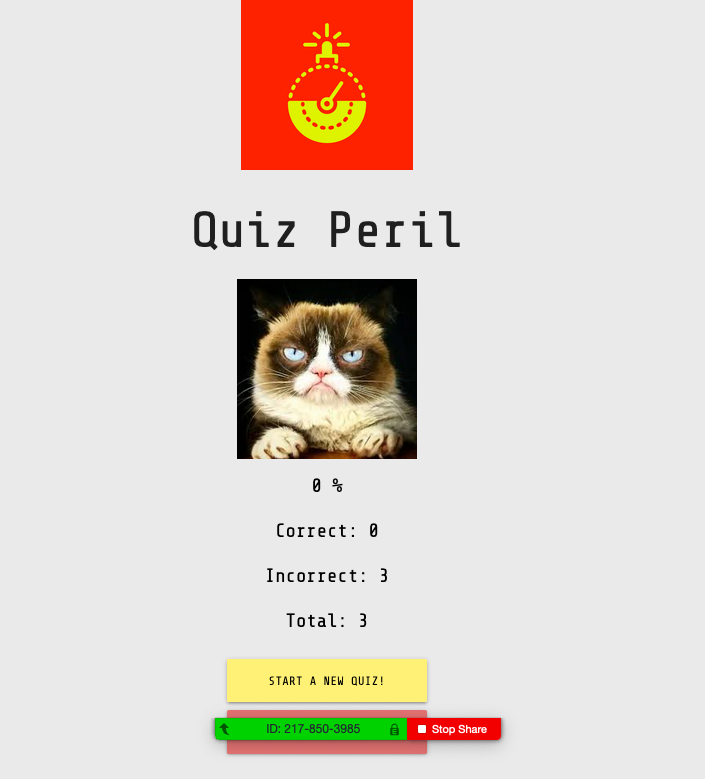 Quiz Peril
0 %
Correct: 0
Incorrect: 3
Total: 3
START A NEW QUIZ!
ID: 217-850-3985
Stop Share